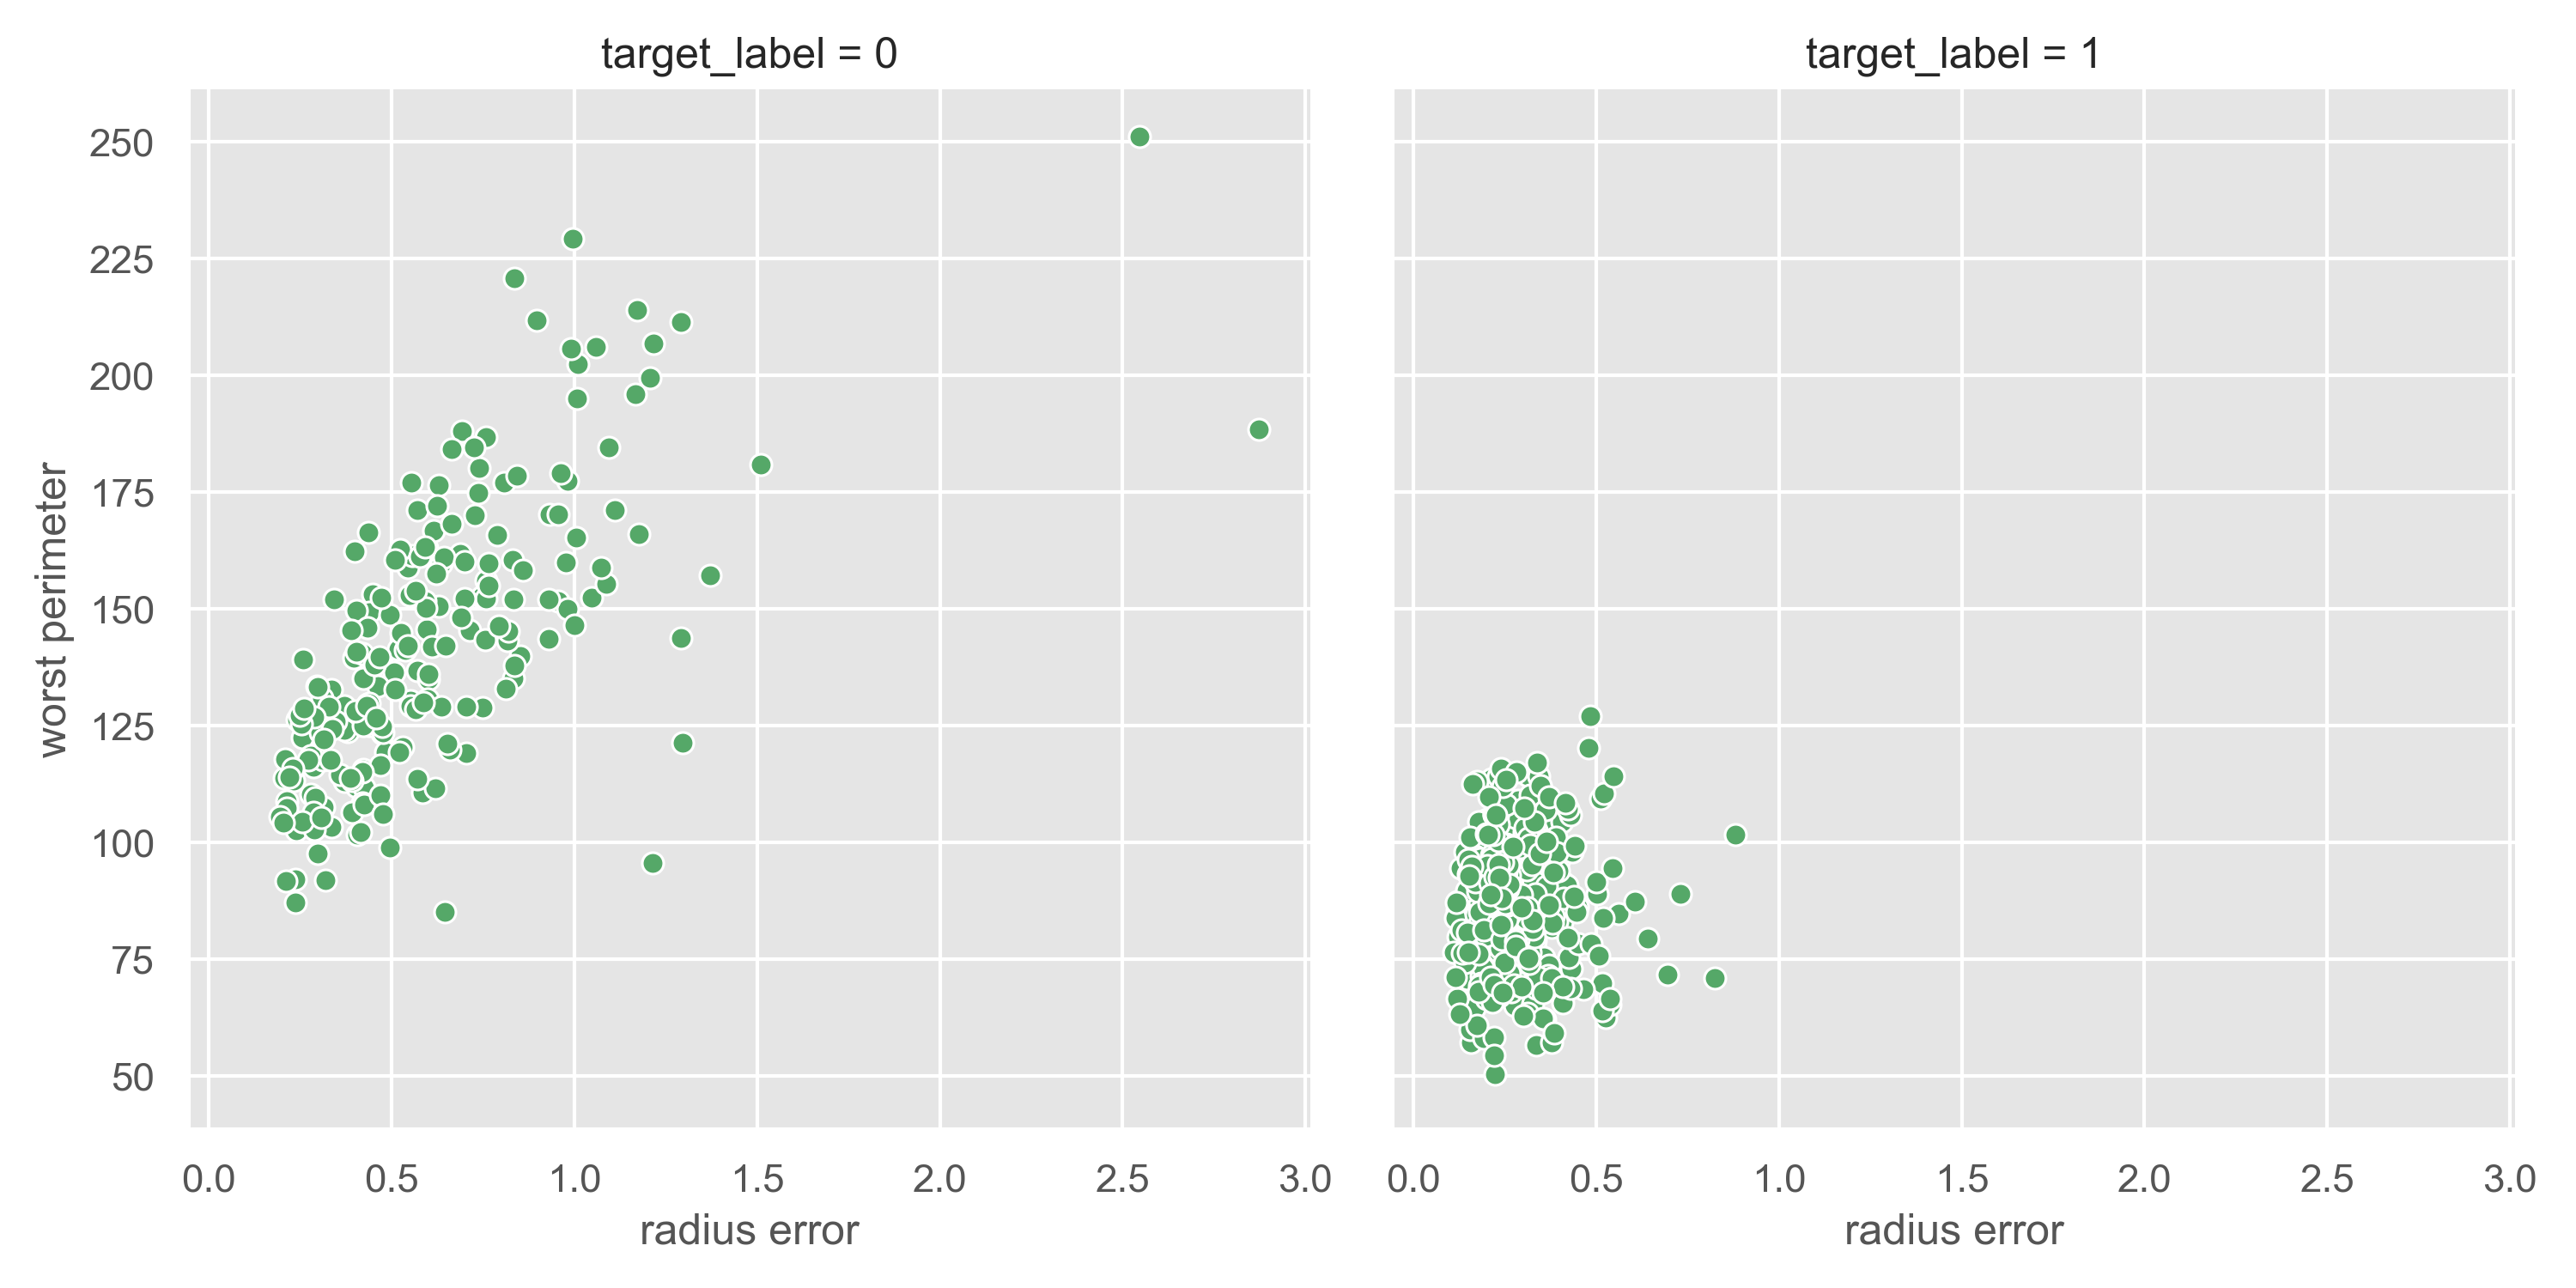 target_label = 0
target_label = 1
250
225
200
175
150
125
100
75
50
worst perimeter
0.0 0.5 1.0 1.5 2.0 2.5 3.0
0.0 0.5 1.0 1.5 2.0 2.5 3.0
radius error
radius error